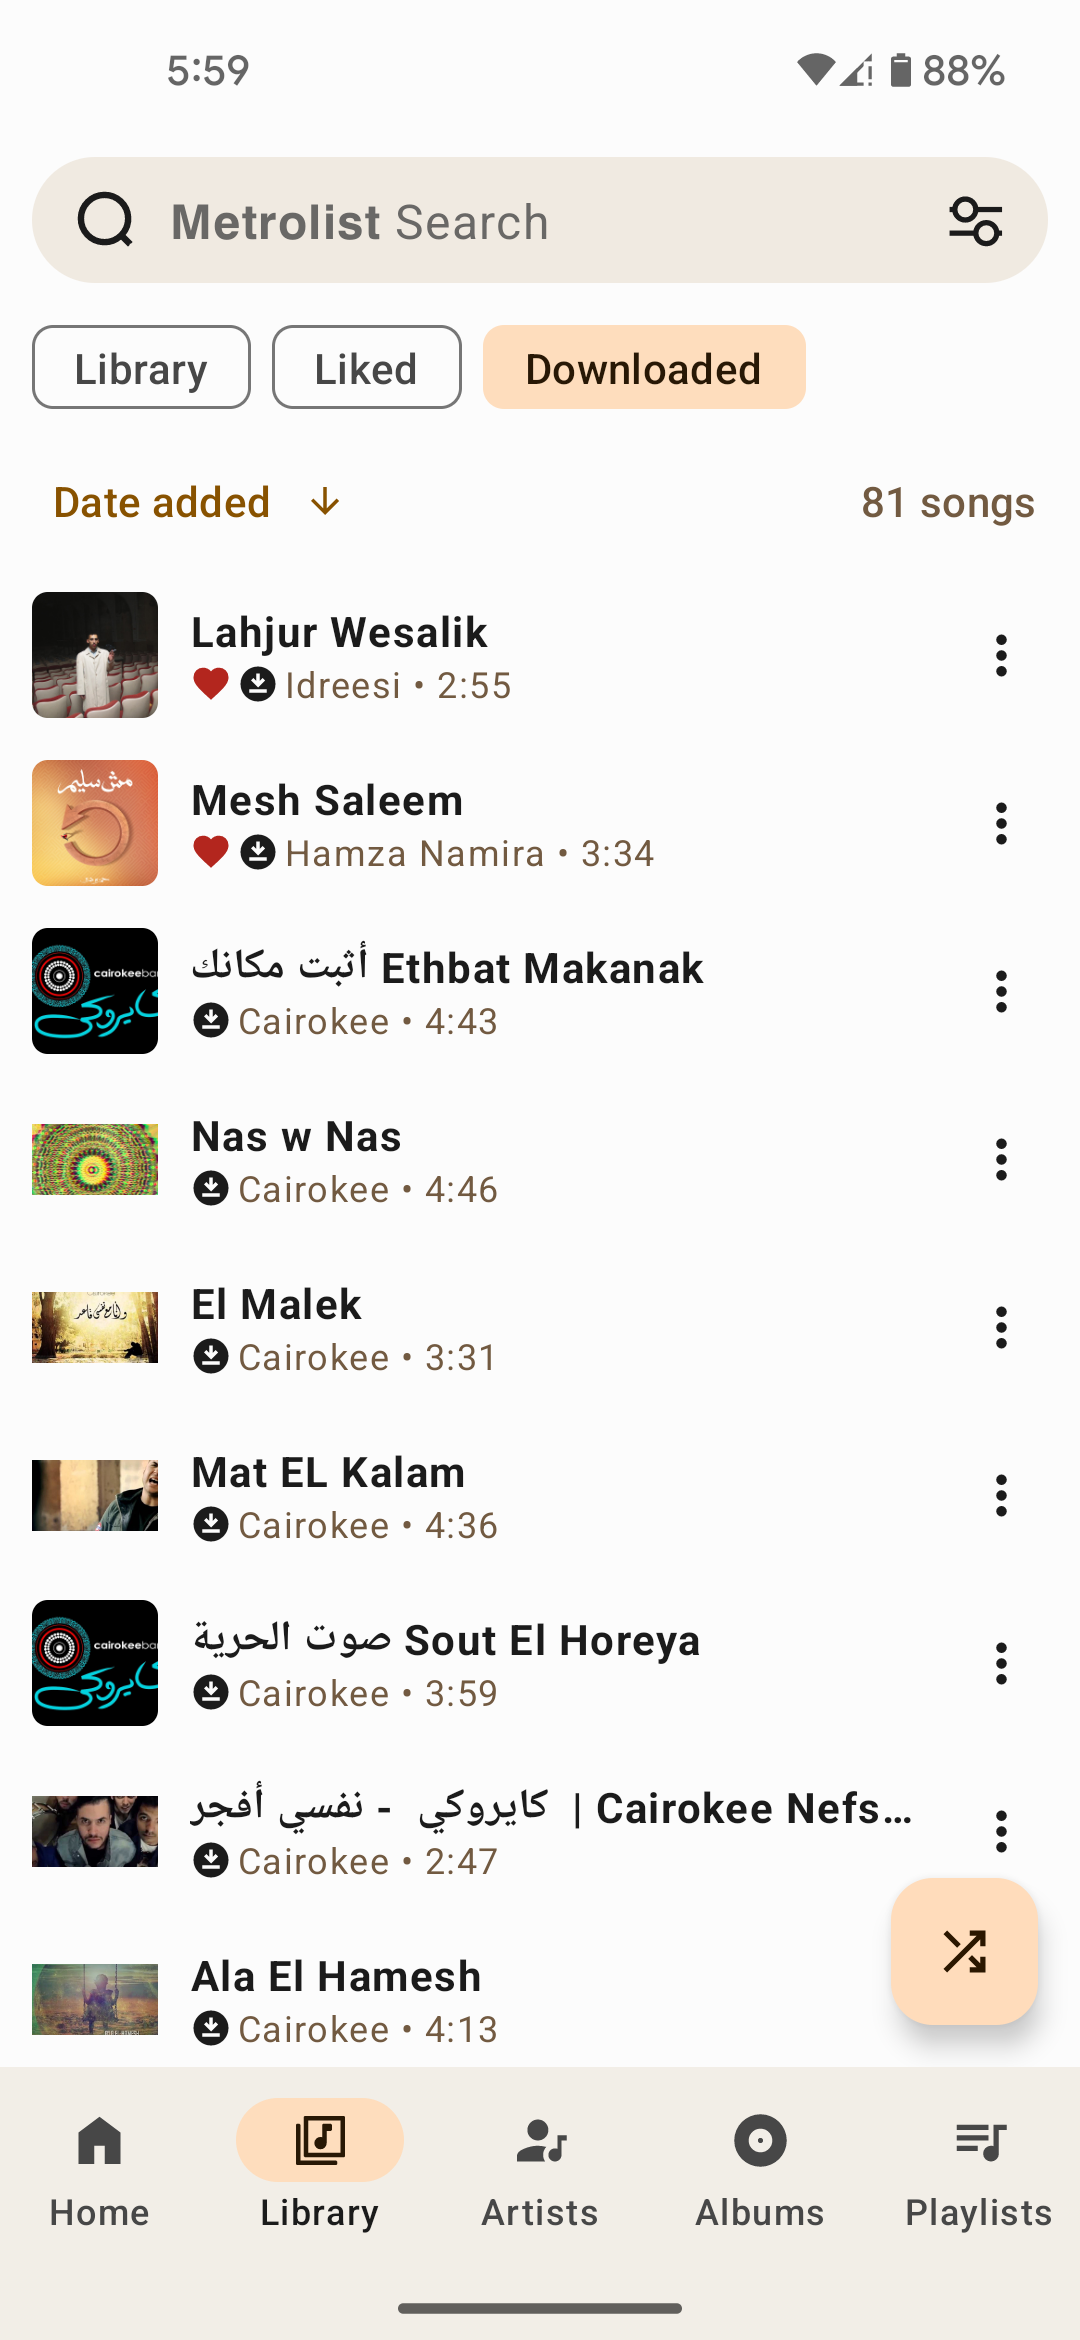 5:59
88%
Metrolist Search
Library
Liked
Downloaded
Date added
81 songs
Lahjur Wesalik
Idreesi • 2:55
مش سليم
Mesh Saleem
Hamza Namira • 3:34
cairokee
كايروكي
أثبت مكانك Ethbat Makanak
Cairokee • 4:43
Nas w Nas
Cairokee • 4:46
El Malek
Cairokee • 3:31
Mat EL Kalam
Cairokee • 4:36
cairokee
كايروكي
صوت الحرية Sout El Horeya
Cairokee • 3:59
كايروكي - نفسي أفجر | Cairokee Nefs...
Cairokee • 2:47
Ala El Hamesh
Cairokee • 4:13
Home
Library
Artists
Albums
Playlists